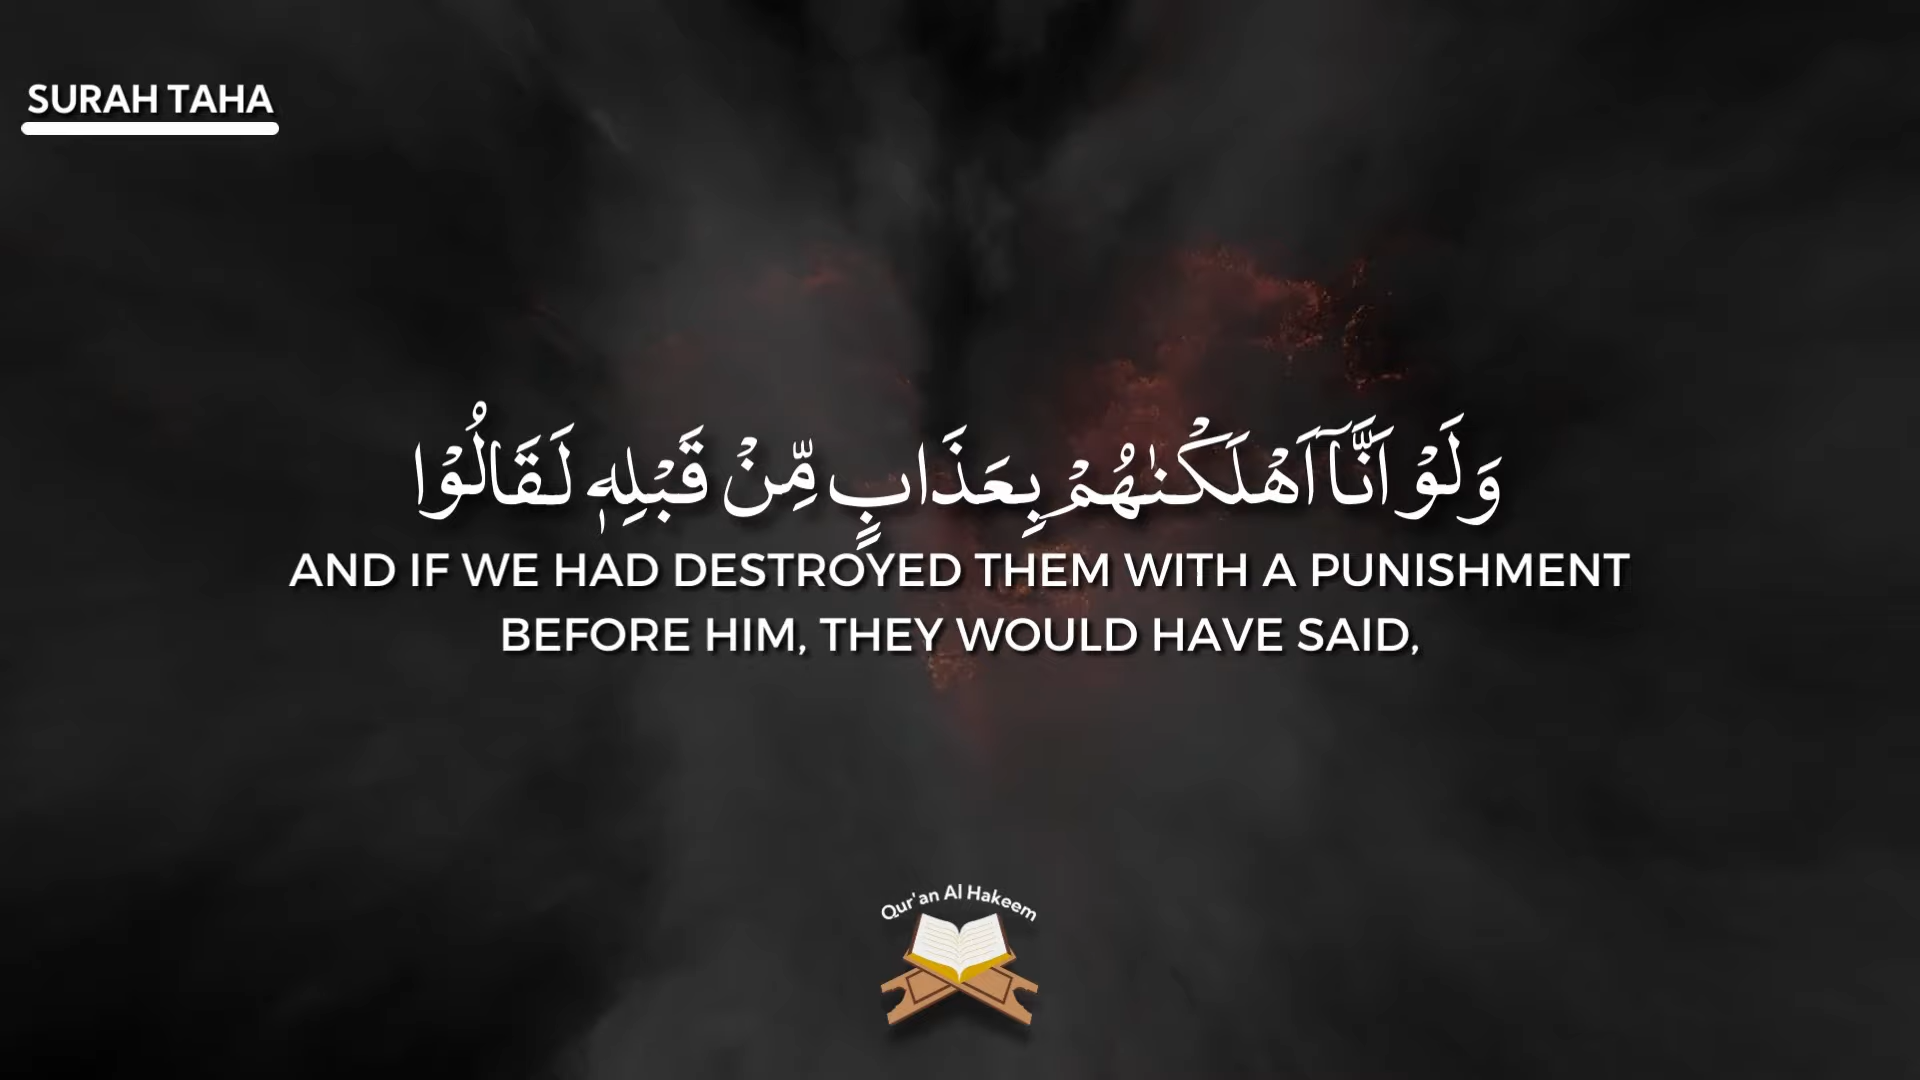 SURAH TAHA
وَلَوْ اَنَّاۤ اَهْلَكْنٰهُمْ بِعَذَابٍ مِّنْ قَبْلِهٖ لَقَالُوْا
AND IF WE HAD DESTROYED THEM WITH A PUNISHMENT
BEFORE HIM, THEY WOULD HAVE SAID,
Qur'an Al Hakeem